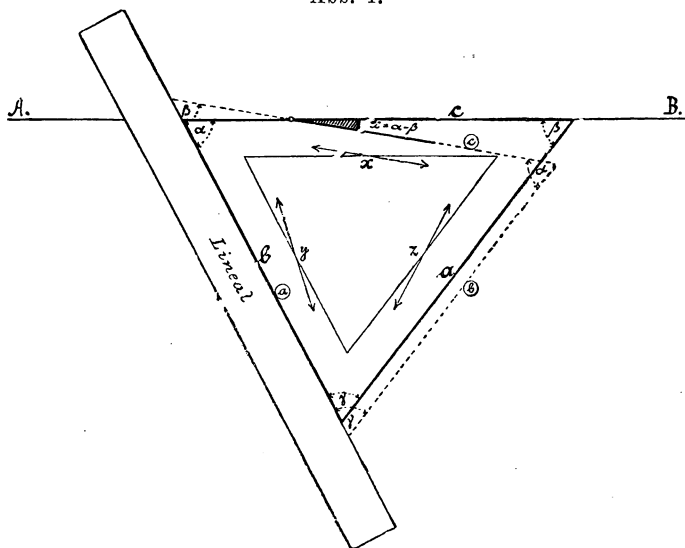 Abb. 1.
A. B.
β c
α x = α-β β
ⓒ
x α
Lineal
b y z a
ⓐ ⓑ
γ
γ